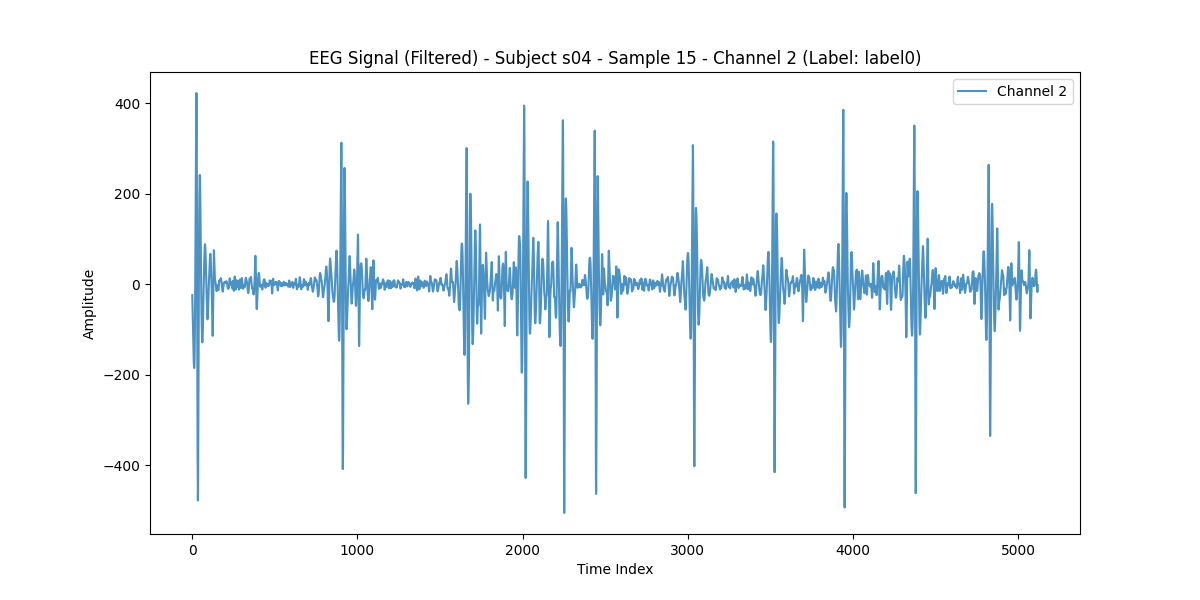 EEG Signal (Filtered) - Subject s04 - Sample 15 - Channel 2 (Label: label0)
Channel 2
400
200
0
−200
−400
Amplitude
0 1000 2000 3000 4000 5000
Time Index